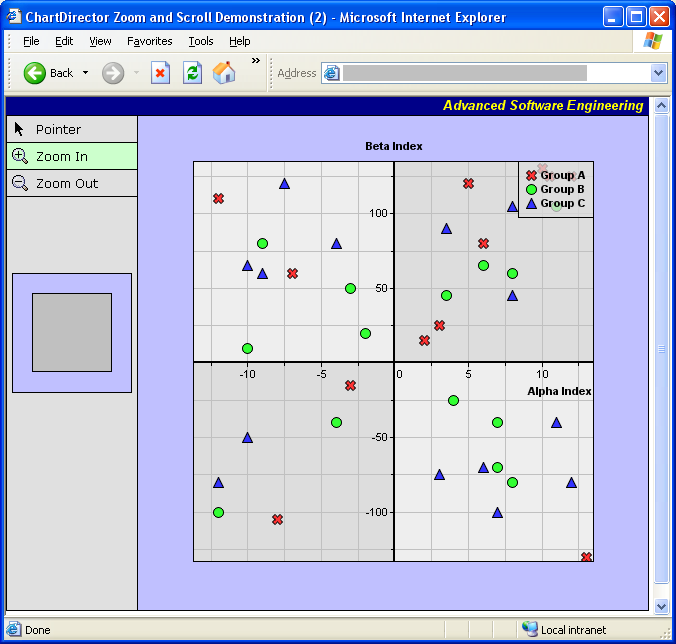 ChartDirector Zoom and Scroll Demonstration (2) - Microsoft Internet Explorer
File Edit View Favorites Tools Help
Back » Address
Advanced Software Engineering
Pointer
Zoom In
Zoom Out
Beta Index
Group A
Group B
Group C
100
50
-10 -5 0 5 10
Alpha Index
-50
-100
Done Local intranet